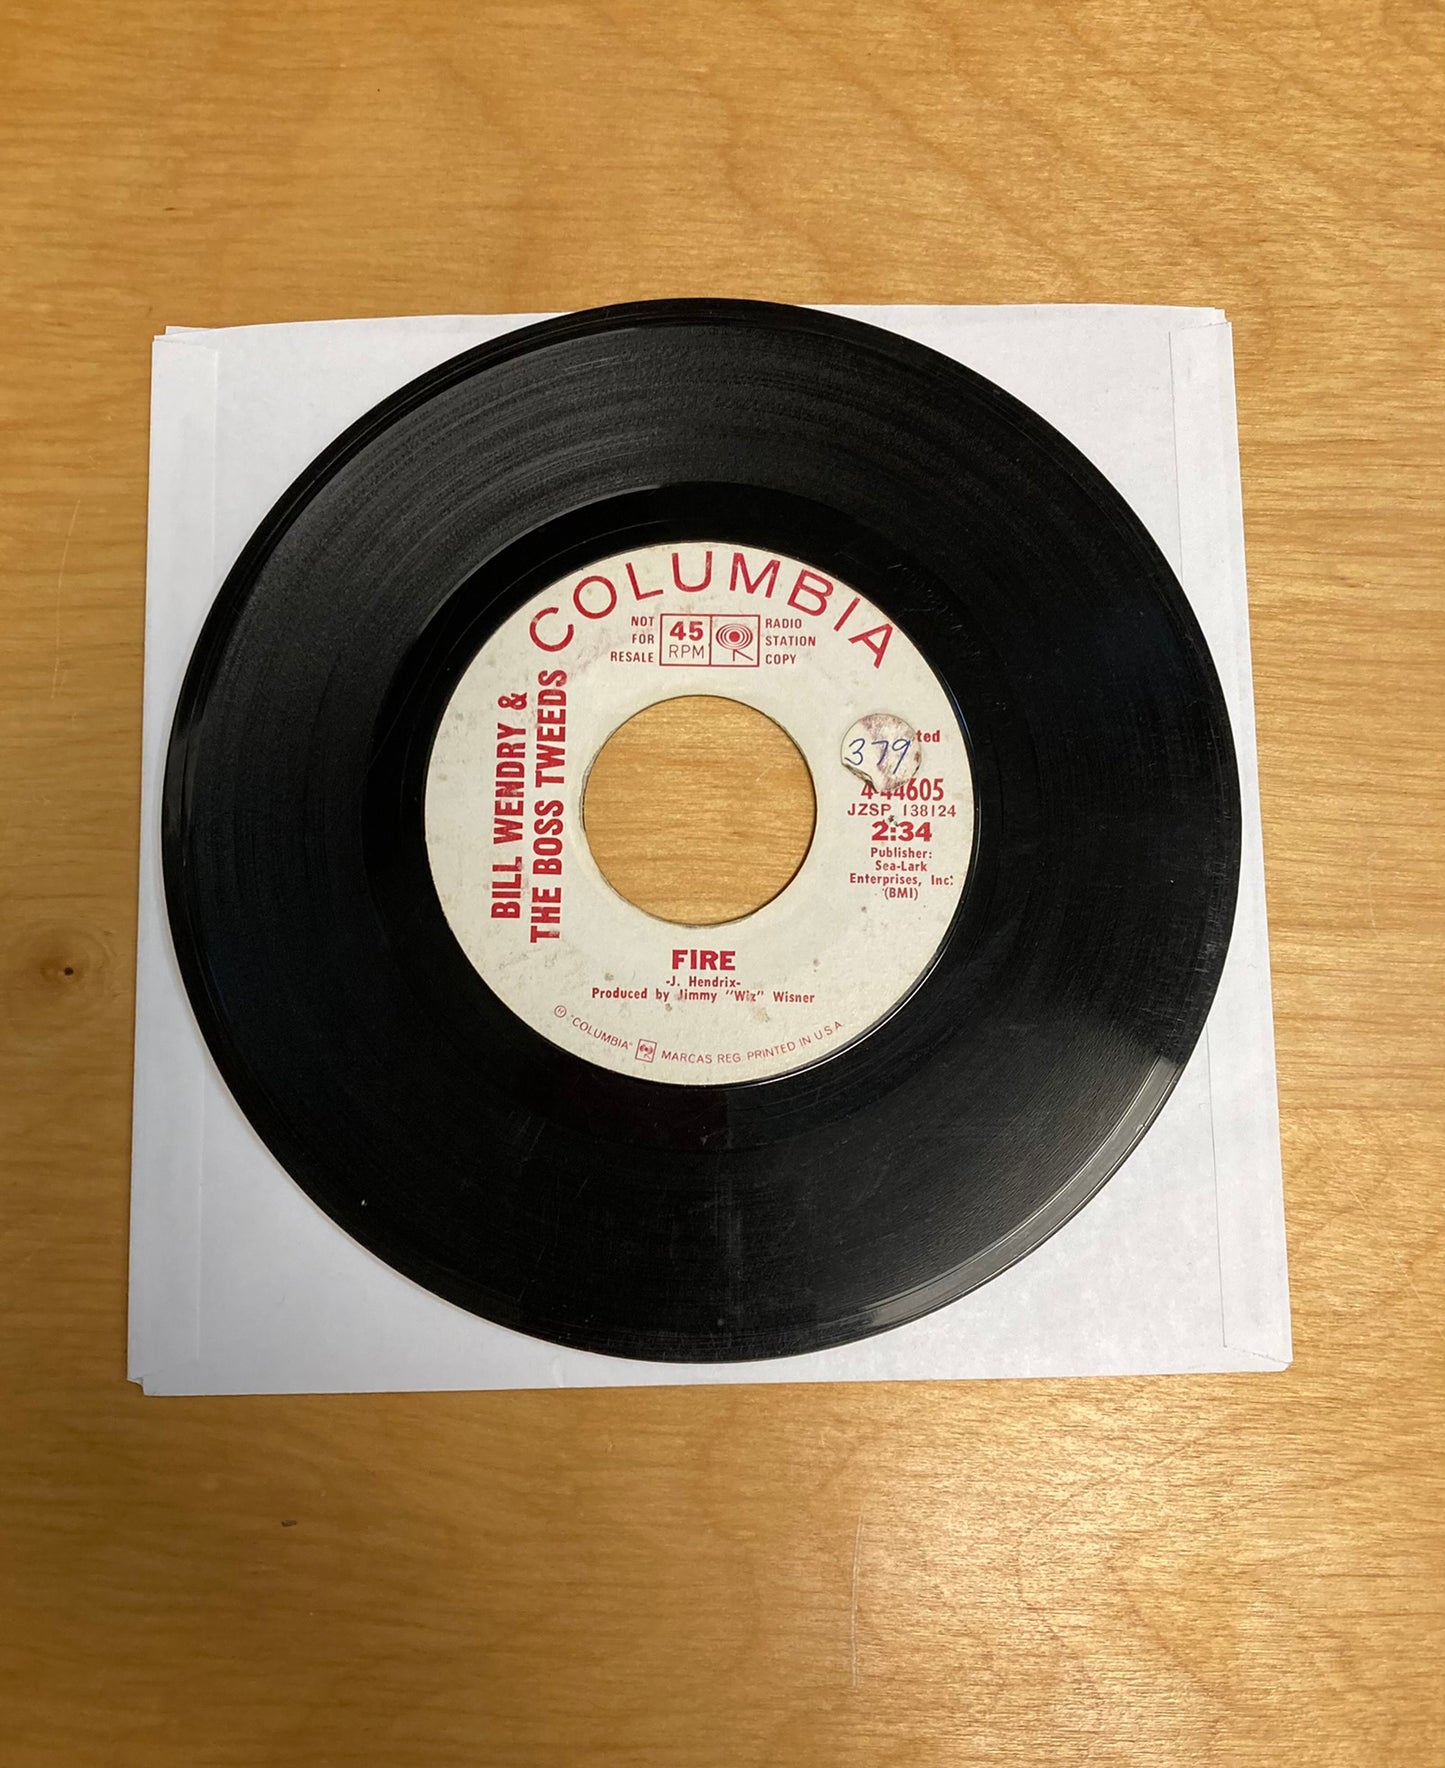 COLUMBIA
NOT
FOR
RESALE
45
RPM
RADIO
STATION
COPY
BILL WENDRY &
THE BOSS TWEEDS
379
4-44605
JZSP 138124
2:34
Publisher:
Sea-Lark
Enterprises, Inc.
(BMI)
FIRE
-J. Hendrix-
Produced by Jimmy "Wiz" Wisner
"COLUMBIA" MARCAS REG. PRINTED IN U.S.A.